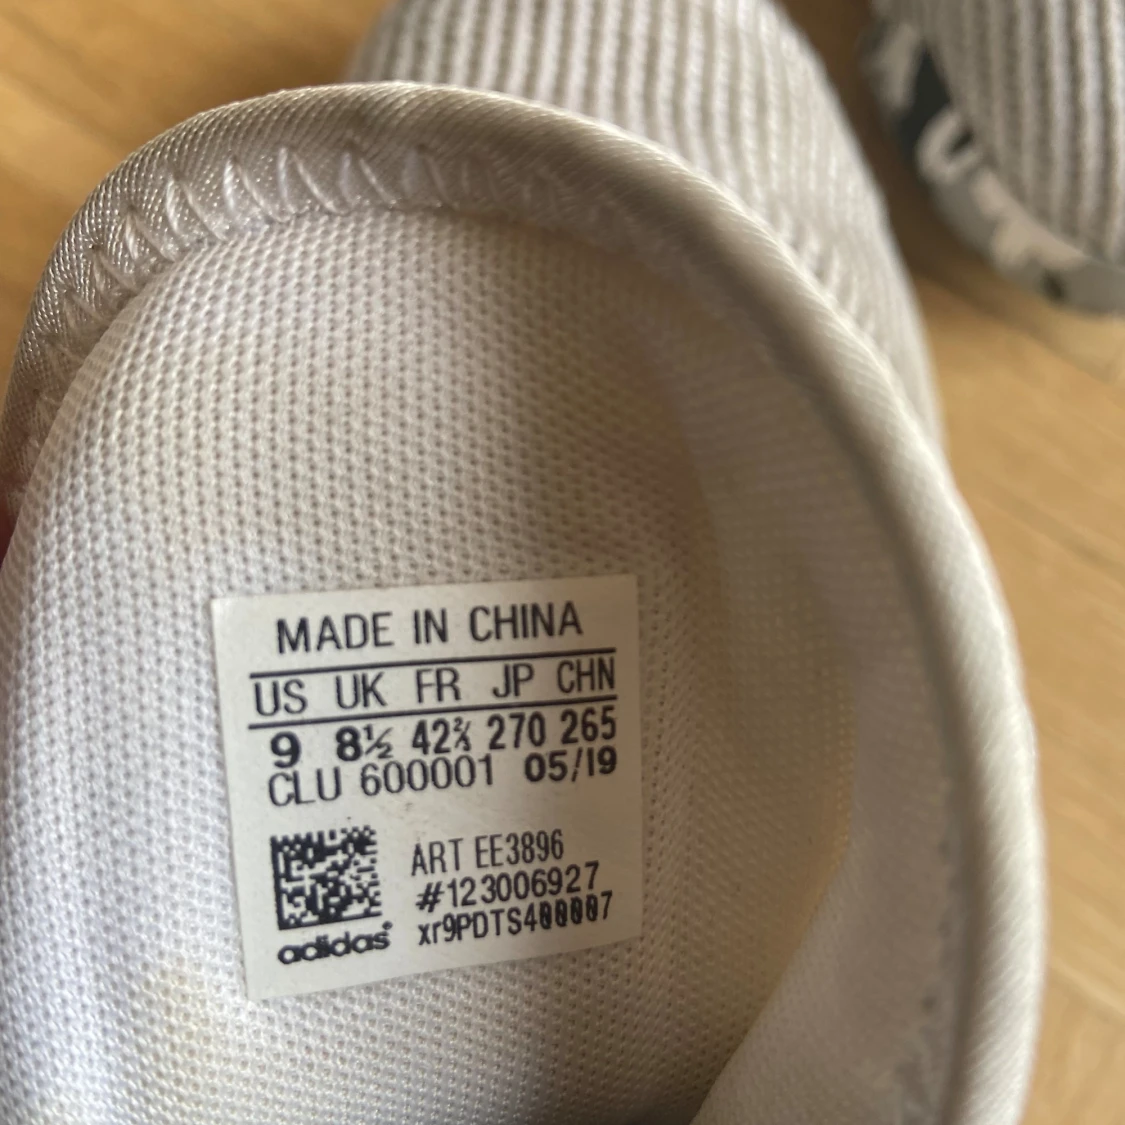 MADE IN CHINA
US UK FR JP CHN
9 8½ 42⅔ 270 265
CLU 600001 05/19
ART EE3896
#123006927
xr9PDTS400007
adidas